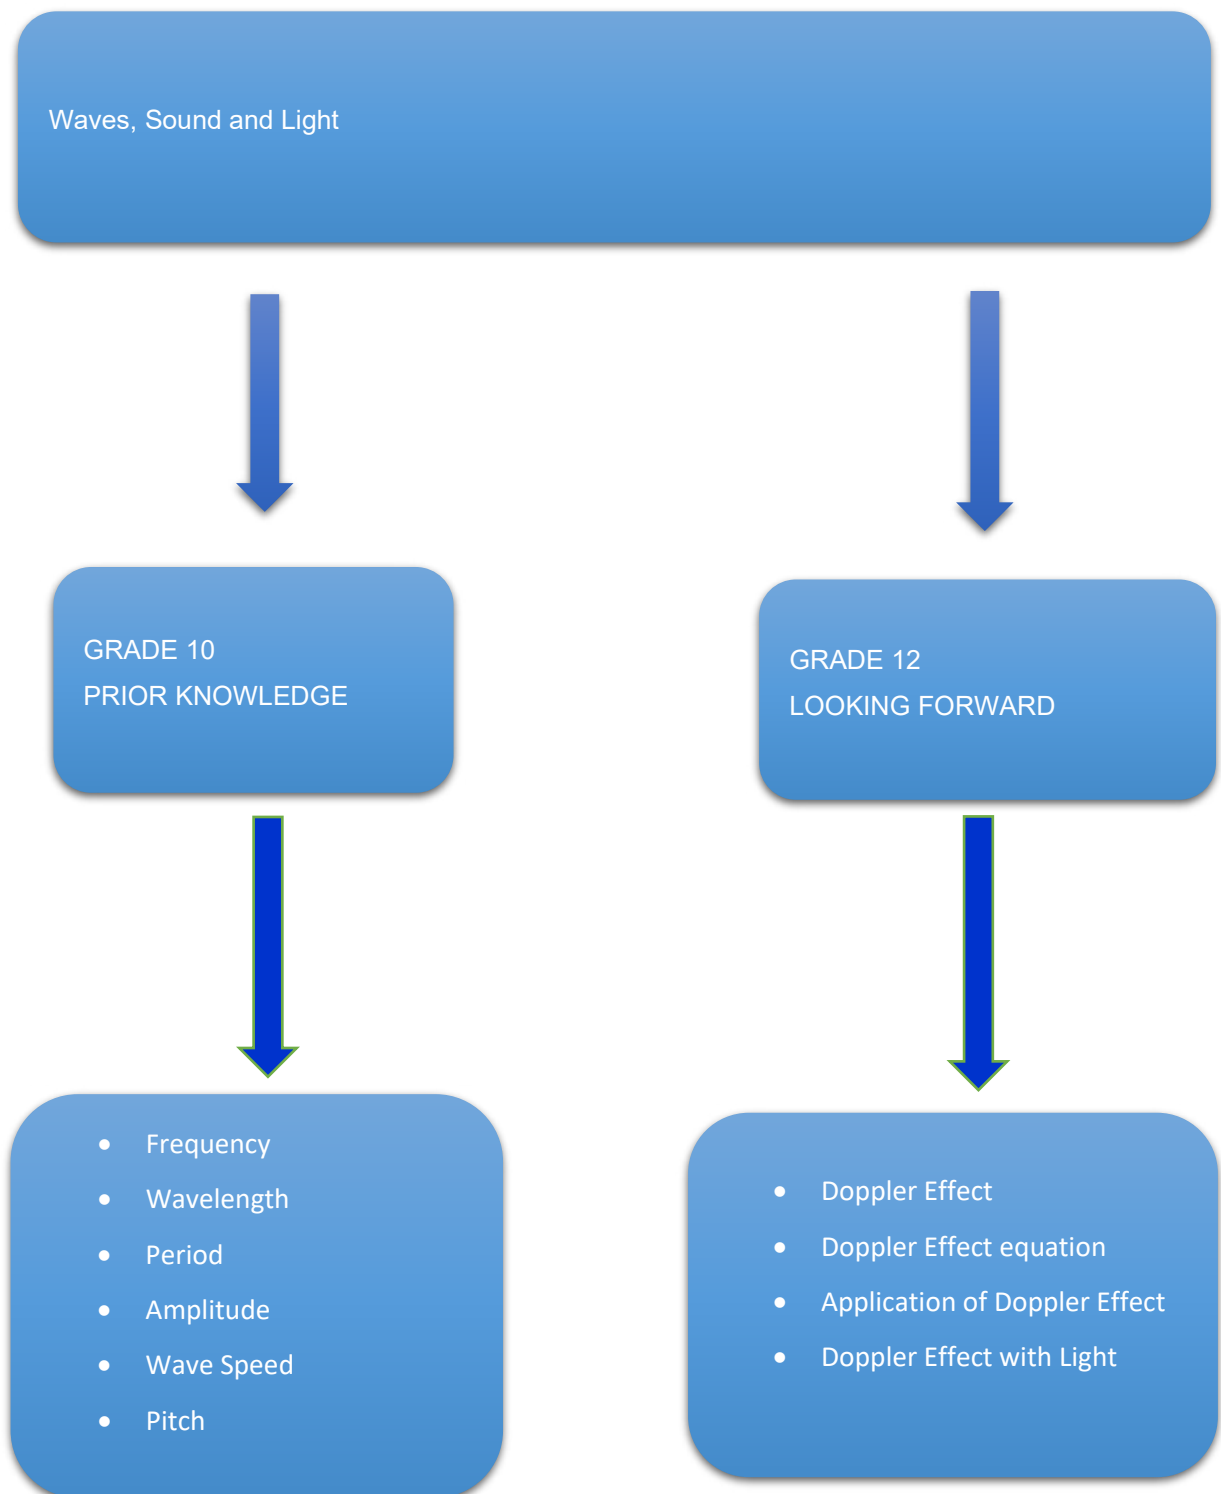 Waves, Sound and Light
GRADE 10
PRIOR KNOWLEDGE
GRADE 12
LOOKING FORWARD
• Frequency
• Wavelength
• Period
• Amplitude
• Wave Speed
• Pitch
• Doppler Effect
• Doppler Effect equation
• Application of Doppler Effect
• Doppler Effect with Light